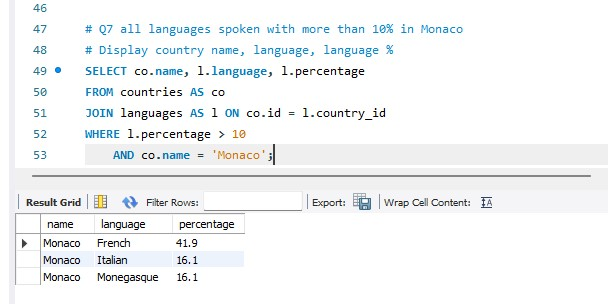 46
47 # Q7 all languages spoken with more than 10% in Monaco
48 # Display country name, language, language %
49 SELECT co.name, l.language, l.percentage
50 FROM countries AS co
51 JOIN languages AS l ON co.id = l.country_id
52 WHERE l.percentage > 10
53 AND co.name = 'Monaco';
Result Grid Filter Rows: Export: Wrap Cell Content: IA
name language percentage
Monaco French 41.9
Monaco Italian 16.1
Monaco Monegasque 16.1